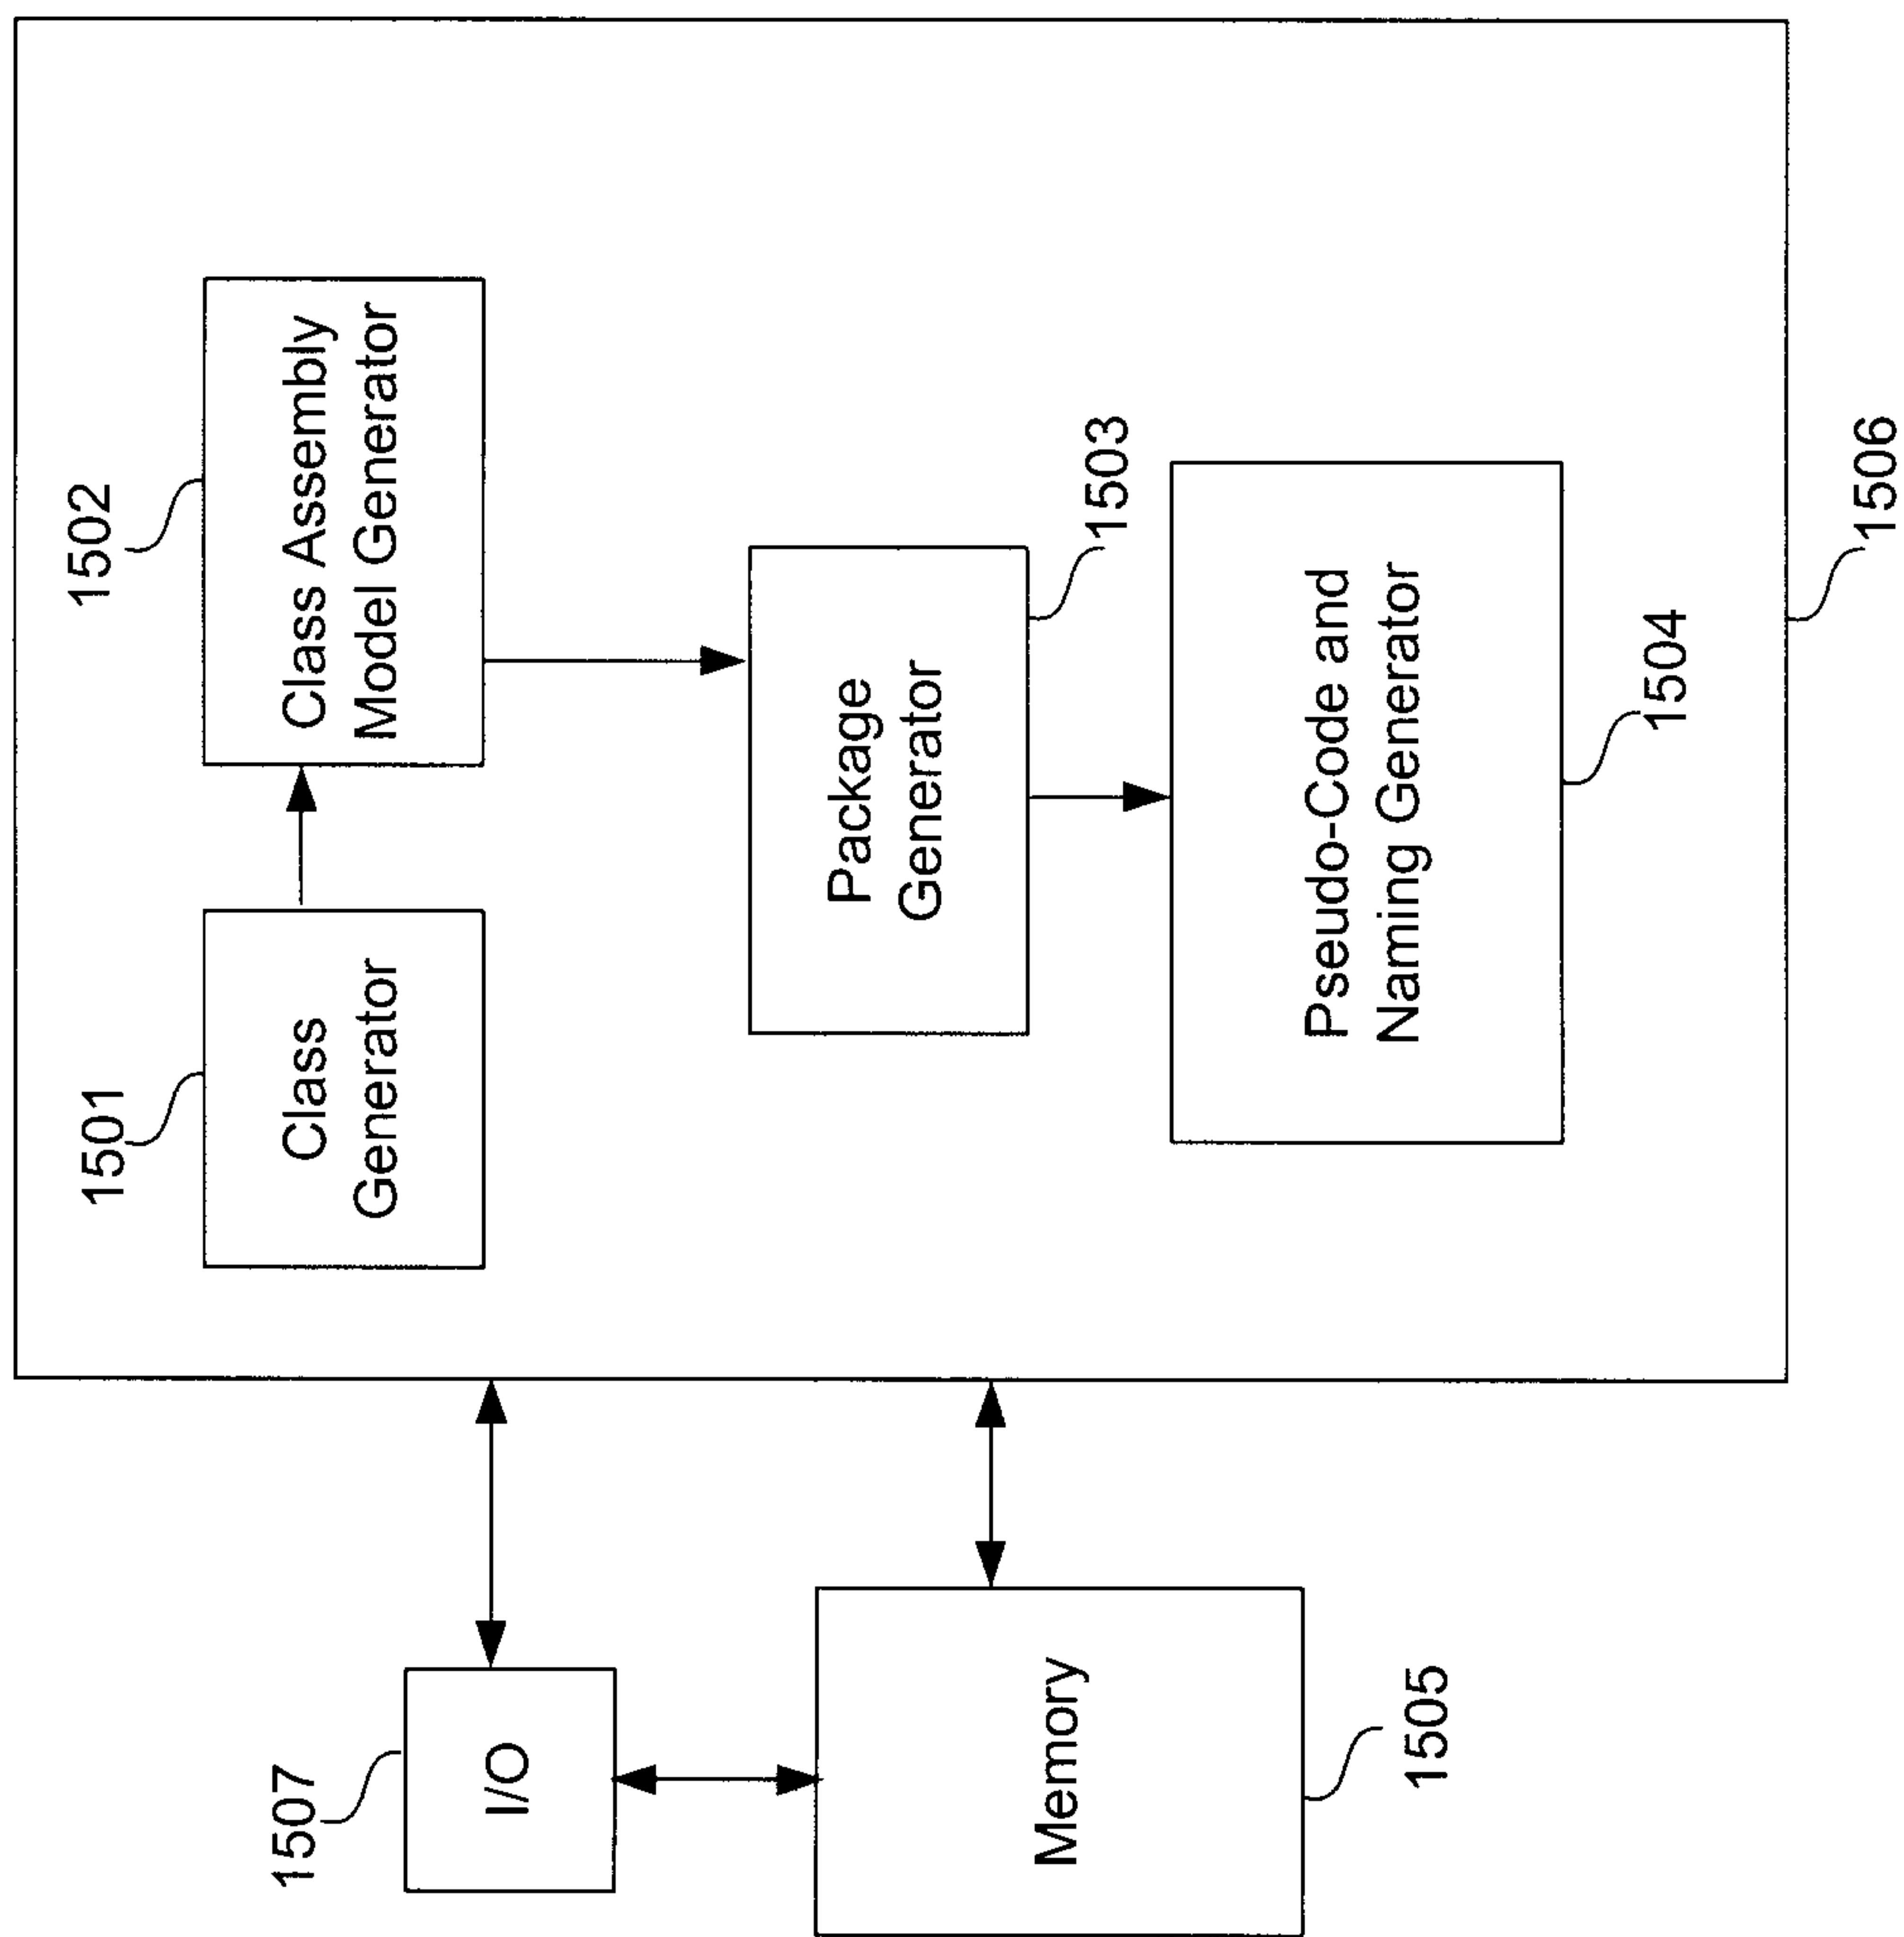 1501
Class
Generator
1502
Class Assembly
Model Generator
1507
I/O
Package
Generator
1503
Memory
1505
Pseudo-Code and
Naming Generator
1504
1506